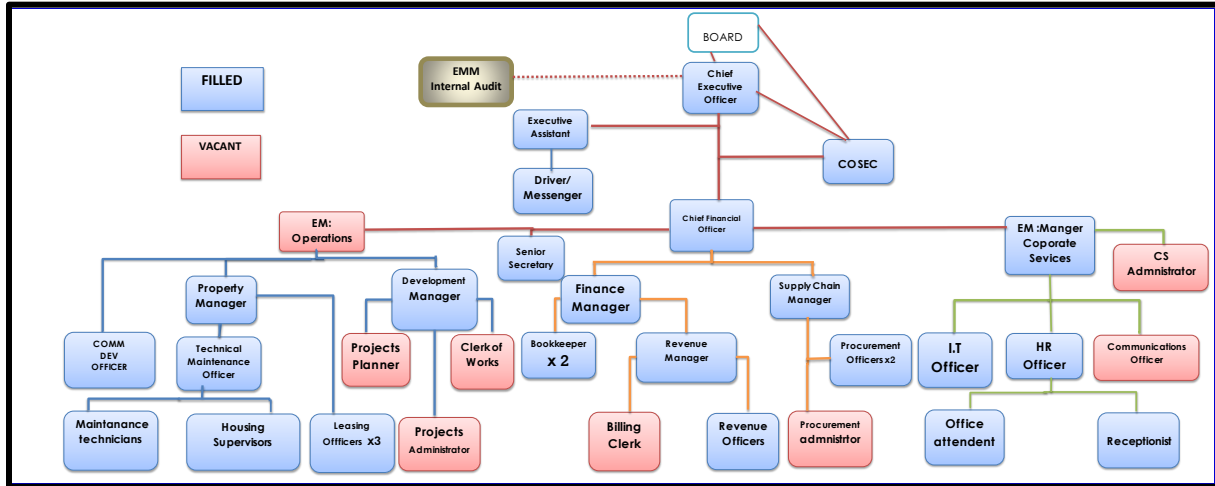 BOARD
EMM
Internal Audit
Chief
Executive
Officer
FILLED
VACANT
Executive
Assistant
COSEC
Driver/
Messenger
EM:
Operations
Chief Financial
Officer
Senior
Secretary
EM :Manger
Coporate
Sevices
CS
Admnistrator
Property
Manager
Development
Manager
Finance
Manager
Supply Chain
Manager
COMM
DEV
OFFICER
Technical
Maintenance
Officer
Projects
Planner
Clerk of
Works
Bookkeeper
x 2
Revenue
Manager
Procurement
Officers x2
I.T
Officer
HR
Officer
Communications
Officer
Maintanance
technicians
Housing
Supervisors
Leasing
Offficers x3
Projects
Administrator
Billing
Clerk
Revenue
Officers
Procurement
admnistrtor
Office
attendent
Receptionist